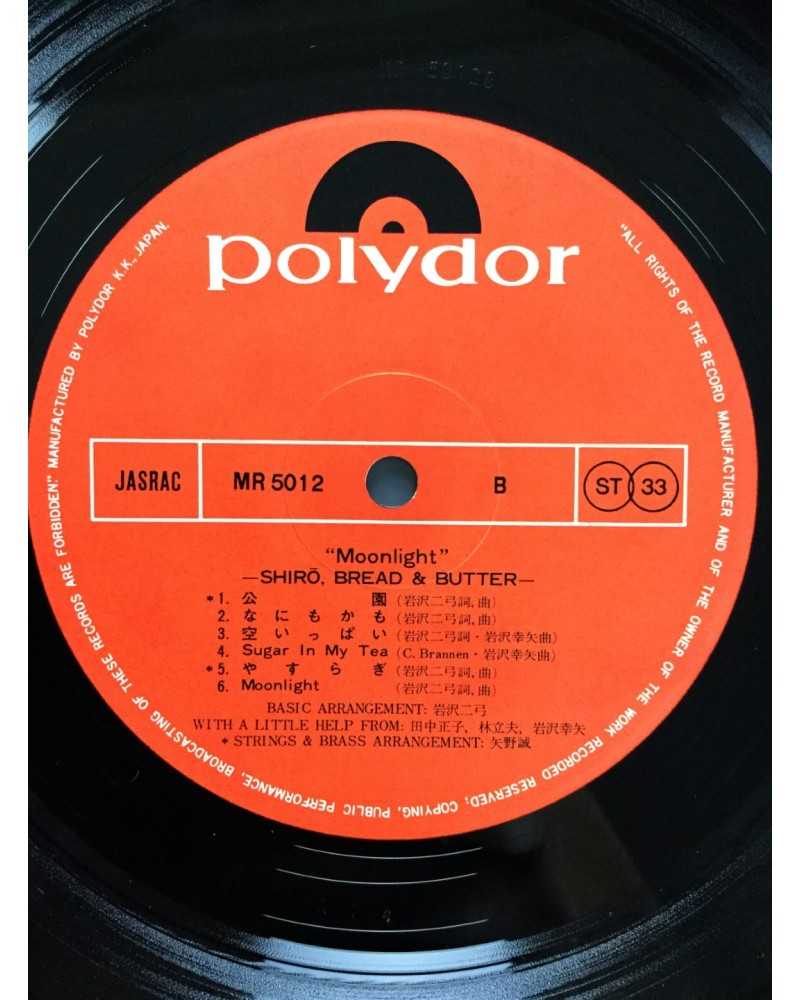 polydor
JASRAC MR 5012 B ST 33
“Moonlight”
—SHIRŌ, BREAD & BUTTER—
*1. 公園 (岩沢二弓詞, 曲)
2. なにもかも (岩沢二弓詞, 曲)
3. 空いっぱい (岩沢二弓詞・岩沢幸矢曲)
4. Sugar In My Tea (C. Brannen・岩沢幸矢曲)
*5. やすらぎ (岩沢二弓詞, 曲)
6. Moonlight (岩沢二弓詞, 曲)
BASIC ARRANGEMENT: 岩沢二弓
WITH A LITTLE HELP FROM: 田中正子, 林立夫, 岩沢幸矢
* STRINGS & BRASS ARRANGEMENT: 矢野誠
“ALL RIGHTS OF THE RECORD MANUFACTURER AND OF THE OWNER OF THE WORK RECORDED RESERVED; COPYING, PUBLIC PERFORMANCE, BROADCASTING OF THESE RECORDS ARE FORBIDDEN.” MANUFACTURED BY POLYDOR K.K., JAPAN.